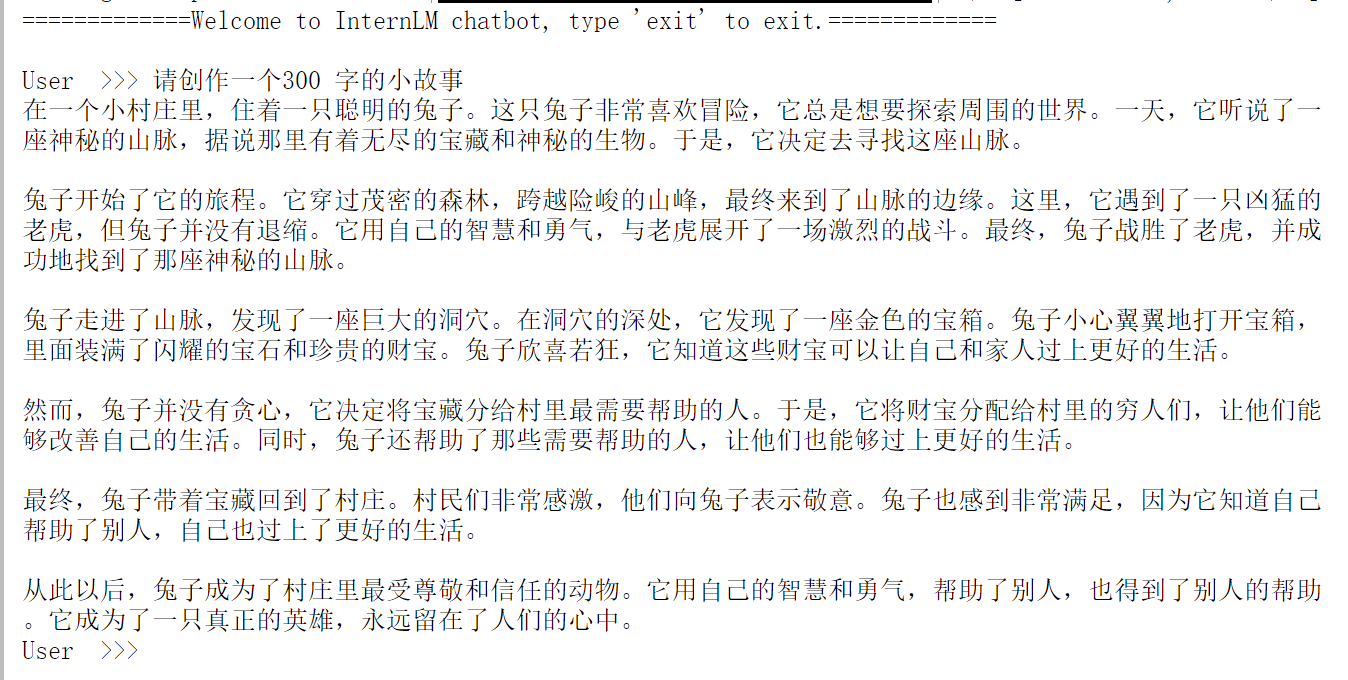 =============Welcome to InternLM chatbot, type 'exit' to exit.=============
User >>> 请创作一个300 字的小故事
在一个小村庄里，住着一只聪明的兔子。这只兔子非常喜欢冒险，它总是想要探索周围的世界。一天，它听说了一
座神秘的山脉，据说那里有着无尽的宝藏和神秘的生物。于是，它决定去寻找这座山脉。
兔子开始了它的旅程。它穿过茂密的森林，跨越险峻的山峰，最终来到了山脉的边缘。这里，它遇到了一只凶猛的
老虎，但兔子并没有退缩。它用自己的智慧和勇气，与老虎展开了一场激烈的战斗。最终，兔子战胜了老虎，并成
功地找到了那座神秘的山脉。
兔子走进了山脉，发现了一座巨大的洞穴。在洞穴的深处，它发现了一座金色的宝箱。兔子小心翼翼地打开宝箱，
里面装满了闪耀的宝石和珍贵的财宝。兔子欣喜若狂，它知道这些财宝可以让自己和家人过上更好的生活。
然而，兔子并没有贪心，它决定将宝藏分给村里最需要帮助的人。于是，它将财宝分配给村里的穷人们，让他们能
够改善自己的生活。同时，兔子还帮助了那些需要帮助的人，让他们也能够过上更好的生活。
最终，兔子带着宝藏回到了村庄。村民们非常感激，他们向兔子表示敬意。兔子也感到非常满足，因为它知道自己
帮助了别人，自己也过上了更好的生活。
从此以后，兔子成为了村庄里最受尊敬和信任的动物。它用自己的智慧和勇气，帮助了别人，也得到了别人的帮助
。它成为了一只真正的英雄，永远留在了人们的心中。
User >>>